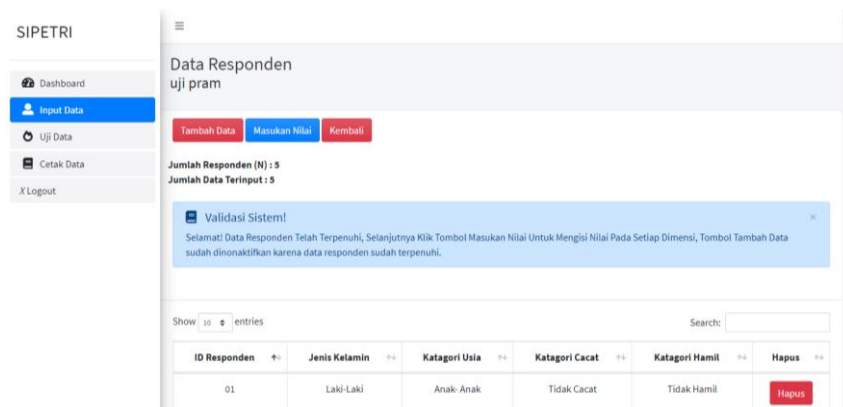 SIPETRI
Dashboard
Input Data
Uji Data
Cetak Data
X Logout
Data Responden
uji pram
Tambah Data Masukan Nilai Kembali
Jumlah Responden (N) : 5
Jumlah Data Terinput : 5
Validasi Sistem! ×
Selamat! Data Responden Telah Terpenuhi, Selanjutnya Klik Tombol Masukan Nilai Untuk Mengisi Nilai Pada Setiap Dimensi, Tombol Tambah Data
sudah dinonaktifkan karena data responden sudah terpenuhi.
Show 10 entries Search:
ID Responden Jenis Kelamin Katagori Usia Katagori Cacat Katagori Hamil Hapus
01 Laki-Laki Anak- Anak Tidak Cacat Tidak Hamil Hapus